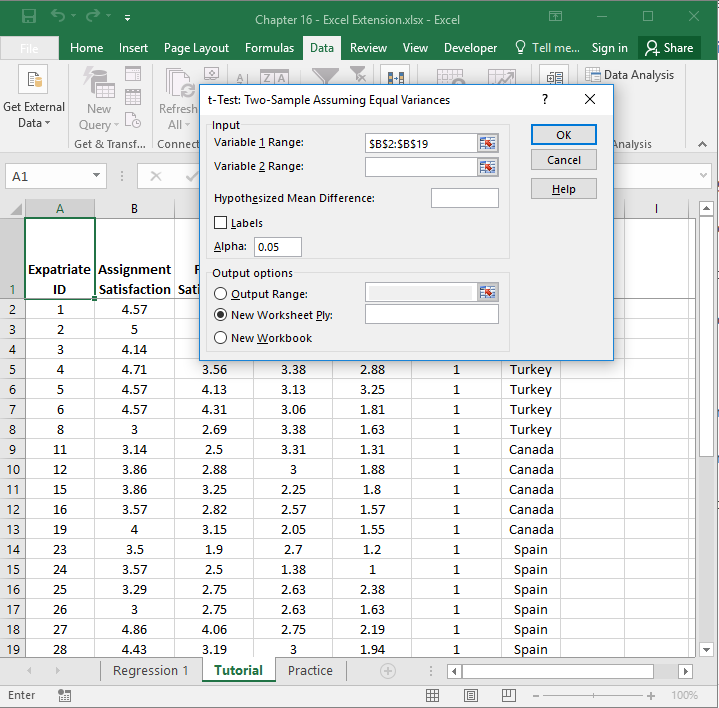 Chapter 16 - Excel Extension.xlsx - Excel
File Home Insert Page Layout Formulas Data Review View Developer Tell me... Sign in Share
Get External Data
New Query
Get & Transf...
Refresh All
Connect
Data Analysis
Analysis
t-Test: Two-Sample Assuming Equal Variances ?
Input
Variable 1 Range: $B$2:$B$19
Variable 2 Range:
Hypothesized Mean Difference:
Labels
Alpha: 0.05
Output options
Output Range:
New Worksheet Ply:
New Workbook
OK
Cancel
Help
A1
A B I
1 Expatriate ID Assignment Satisfaction
2 1 4.57
3 2 5
4 3 4.14
5 4 4.71 3.56 3.38 2.88 1 Turkey
6 5 4.57 4.13 3.13 3.25 1 Turkey
7 6 4.57 4.31 3.06 1.81 1 Turkey
8 8 3 2.69 3.38 1.63 1 Turkey
9 11 3.14 2.5 3.31 1.31 1 Canada
10 12 3.86 2.88 3 1.88 1 Canada
11 15 3.86 3.25 2.25 1.8 1 Canada
12 16 3.57 2.82 2.57 1.57 1 Canada
13 19 4 3.15 2.05 1.55 1 Canada
14 23 3.5 1.9 2.7 1.2 1 Spain
15 24 3.57 2.5 1.38 1 1 Spain
16 25 3.29 2.75 2.63 2.38 1 Spain
17 26 3 2.75 2.63 1.63 1 Spain
18 27 4.86 4.06 2.75 2.19 1 Spain
19 28 4.43 3.19 3 1.94 1 Spain
Regression 1 Tutorial Practice
Enter 100%